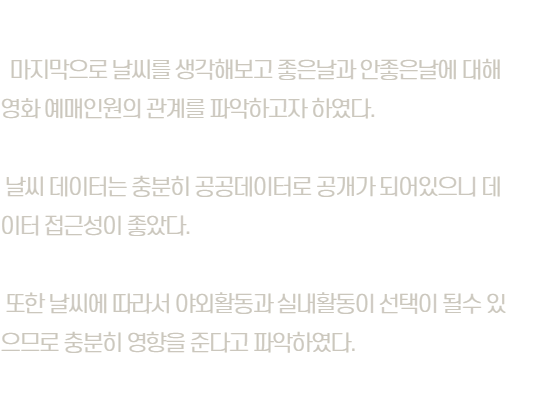 마지막으로 날씨를 생각해보고 좋은날과 안좋은날에 대해
영화 예매인원의 관계를 파악하고자 하였다.
날씨 데이터는 충분히 공공데이터로 공개가 되어있으니 데
이터 접근성이 좋았다.
또한 날씨에 따라서 야외활동과 실내활동이 선택이 될수 있
으므로 충분히 영향을 준다고 파악하였다.